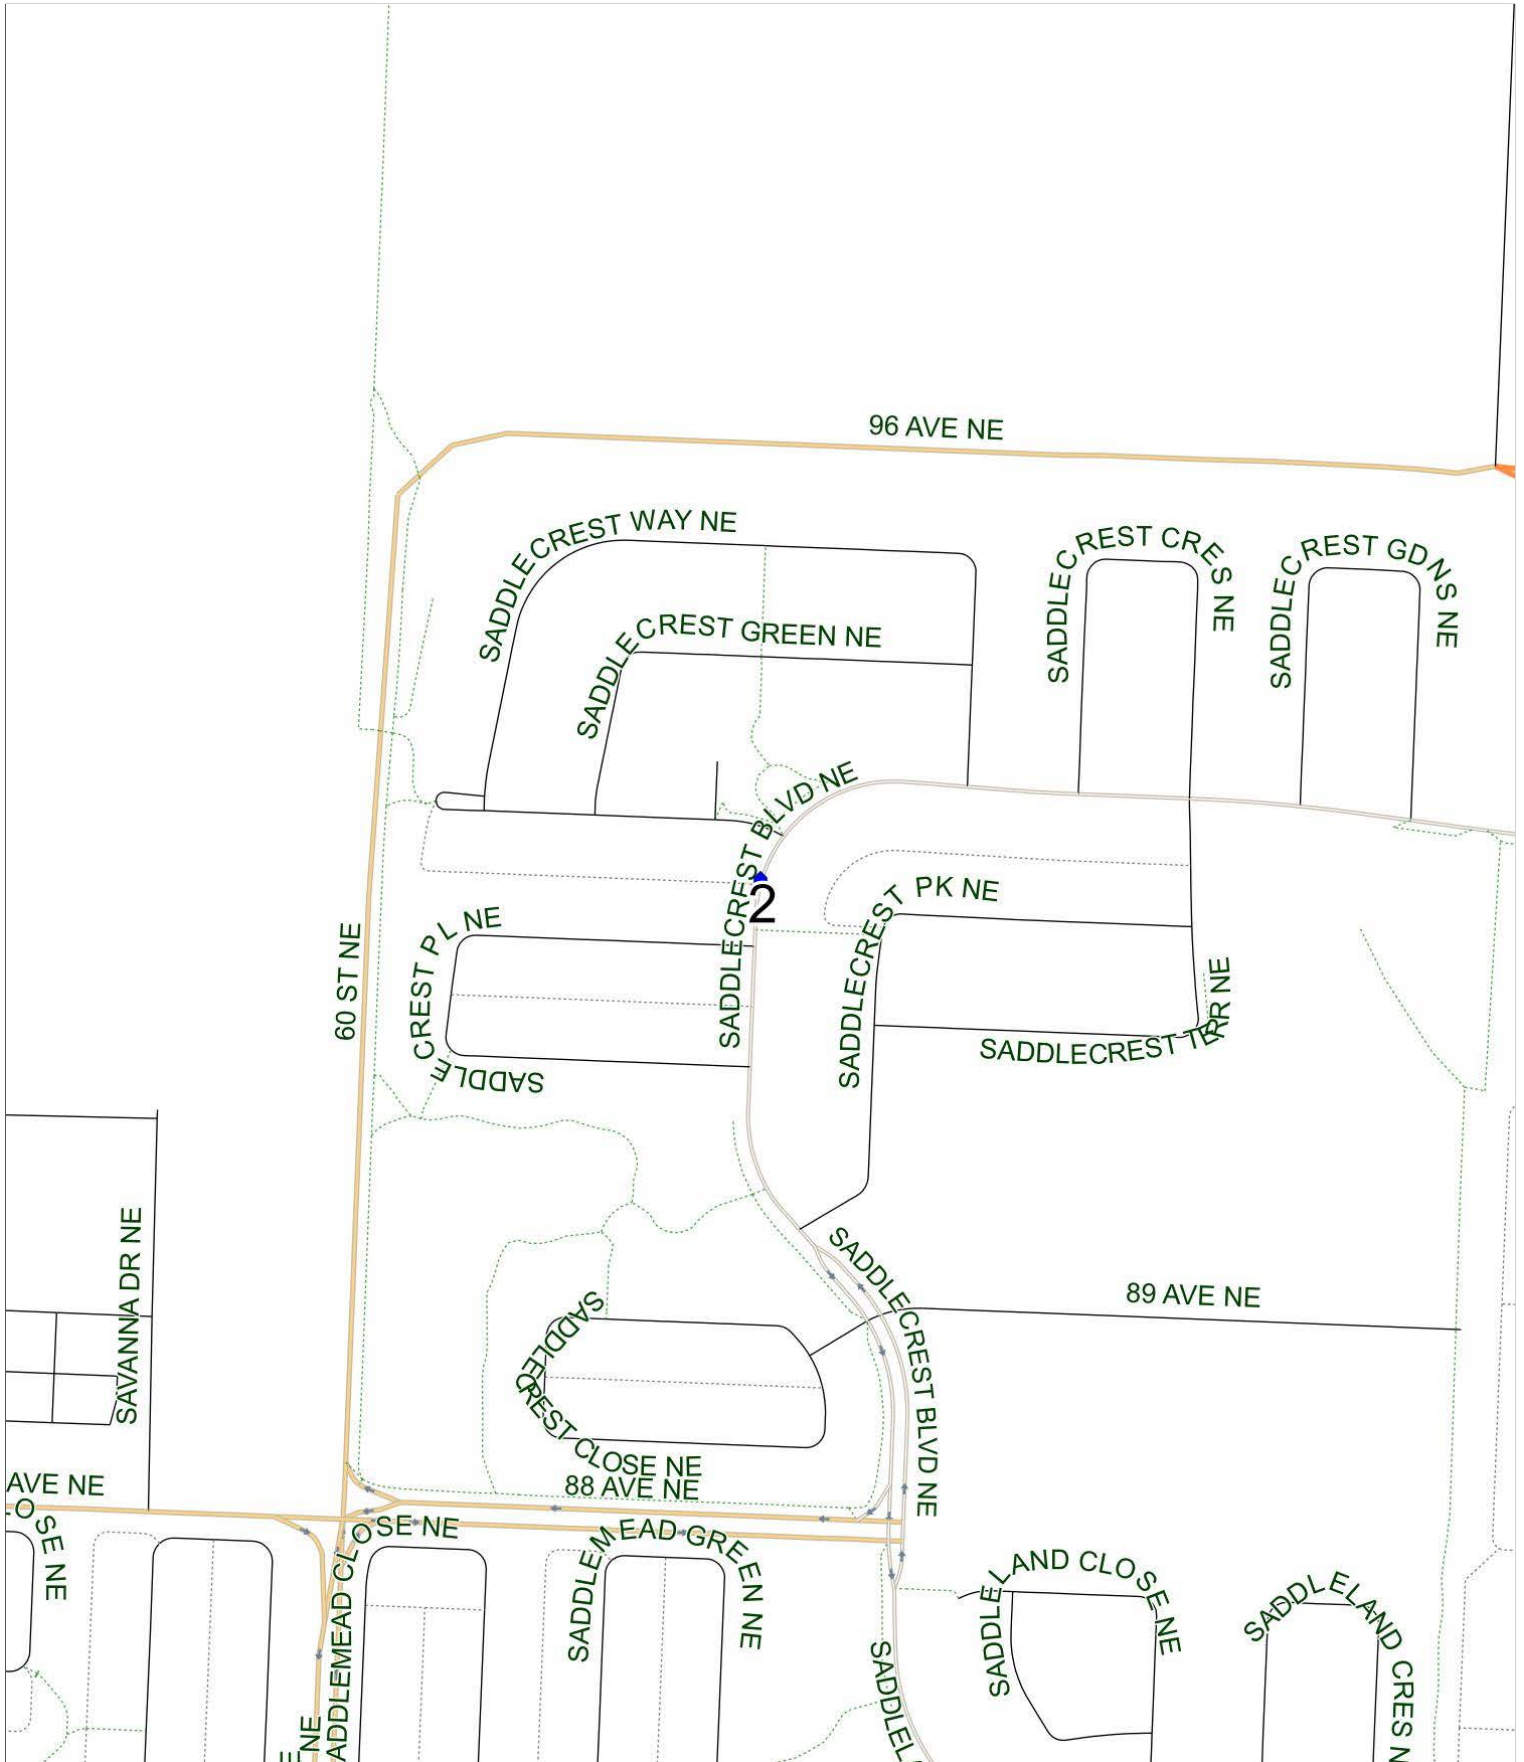 96 AVE NE
SADDLECREST WAY NE
SADDLECREST CRES NE
SADDLECREST GDNS NE
SADDLECREST GREEN NE
SADDLECREST BLVD NE
2
SADDLECREST PK NE
SADDLECREST PL NE
60 ST NE
SADDLECREST TERR NE
SAVANNA DR NE
SADDLECREST BLVD NE
89 AVE NE
SADDLECREST CLOSE NE
88 AVE NE
AVE NE
LOSE NE
SADDLEMEAD CLOSE NE
SADDLEMEAD GREEN NE
SADDLELAND CLOSE NE
SADDLELAND CRES N
SADDLEL
NE
E